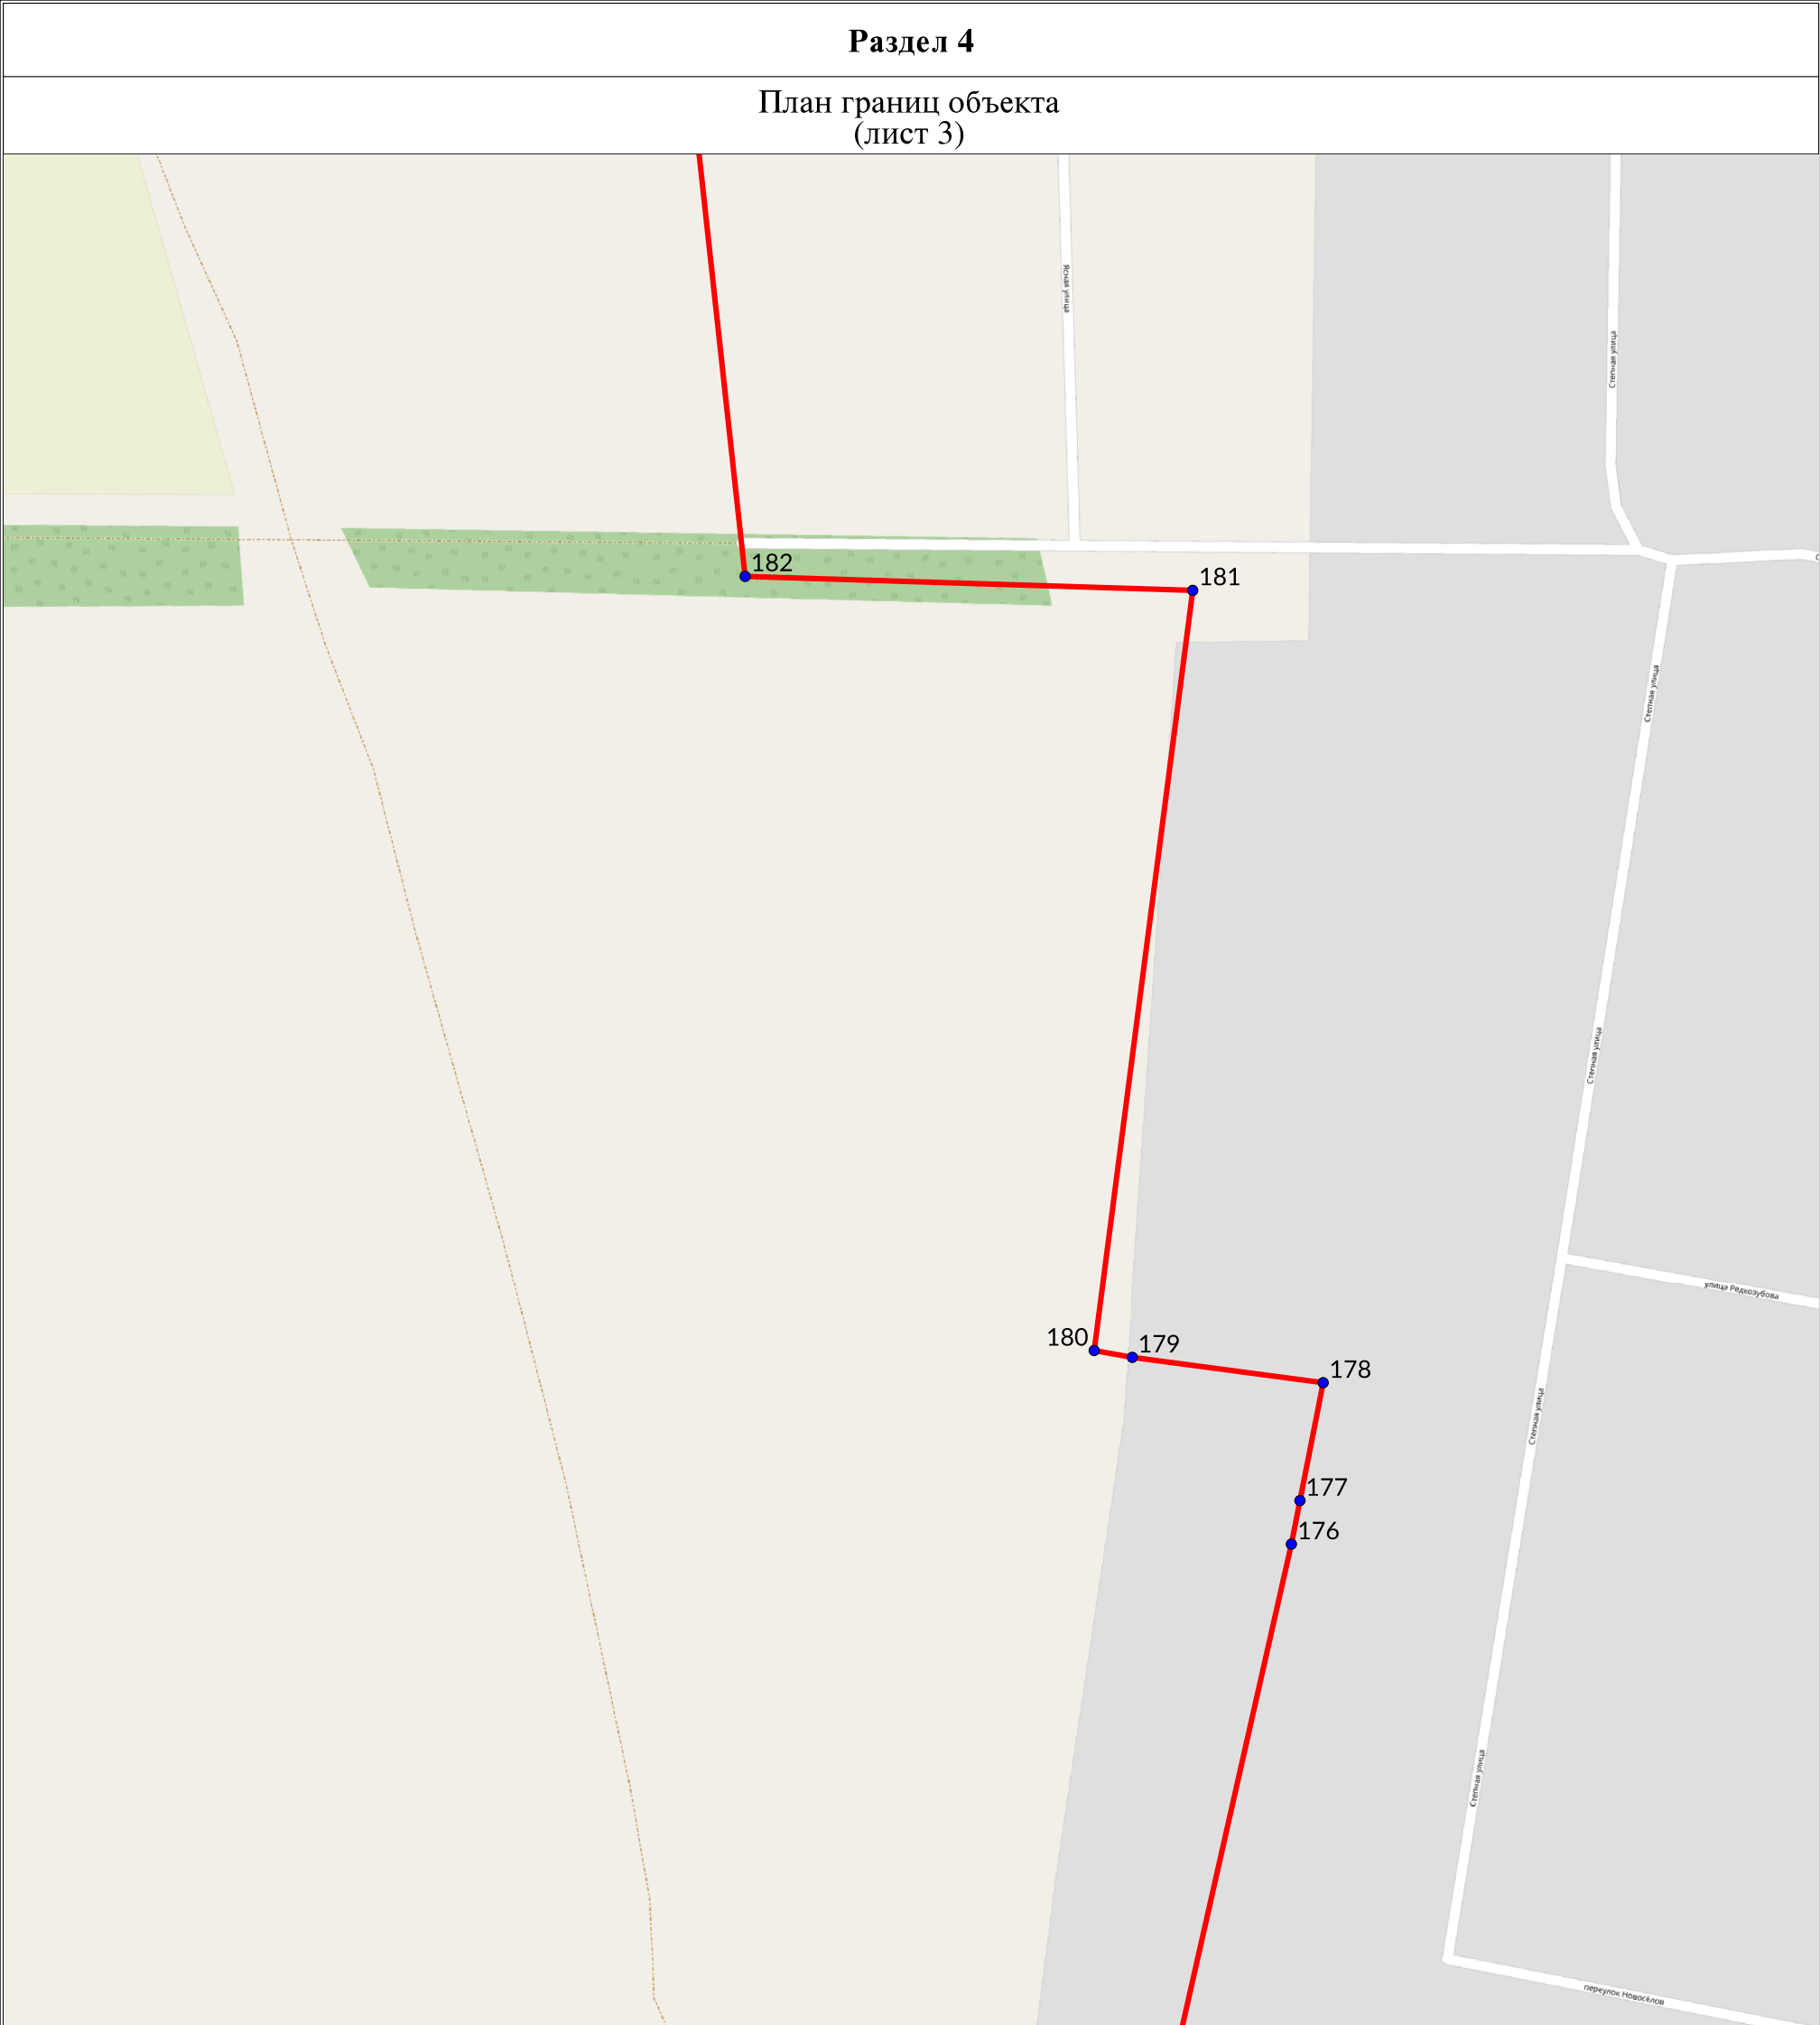 Раздел 4
План границ объекта
(лист 3)
Ясная улица
Степная улица
182
181
Степная улица
Степная улица
улица Редкозубова
180
179
178
Степная улица
177
176
Степная улица
переулок Новосёлов